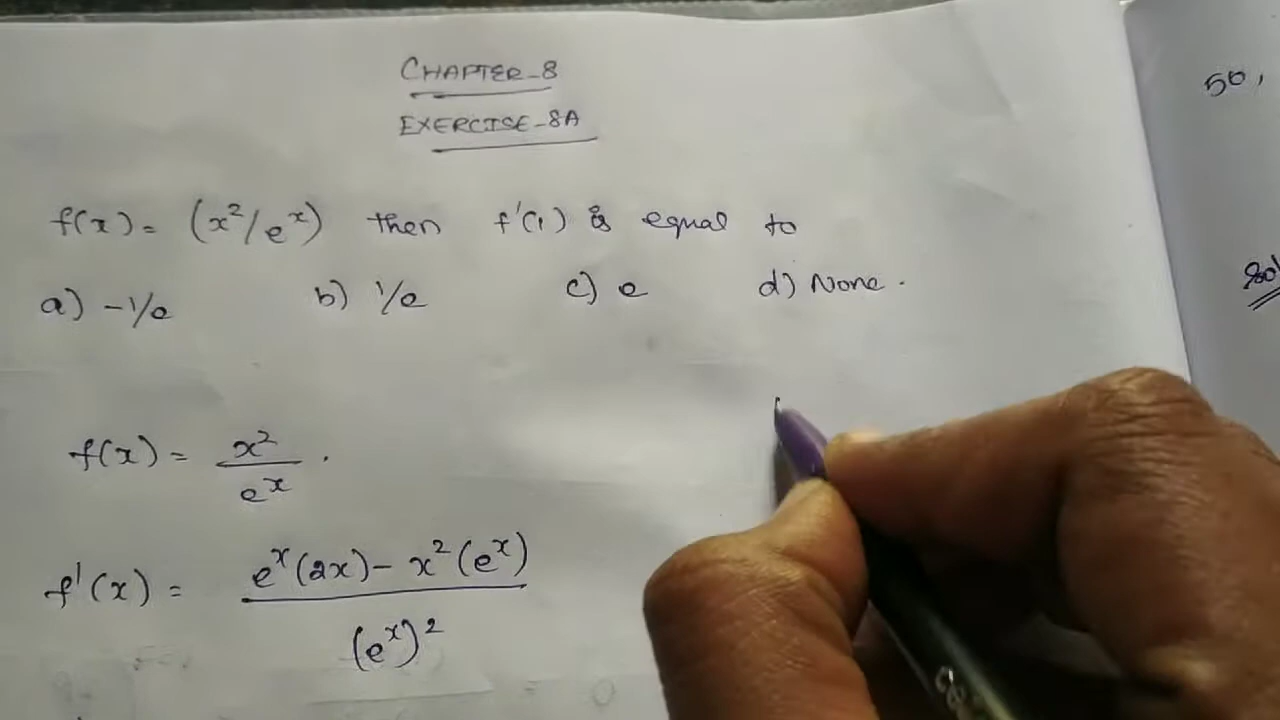 CHAPTER-8
EXERCISE-8A
50,
f(x) = (x²/eˣ) then f'(1) is equal to
a) -1/e b) 1/e c) e d) None.
f(x) = x²/eˣ .
f'(x) = eˣ(2x) - x²(eˣ) / (eˣ)²